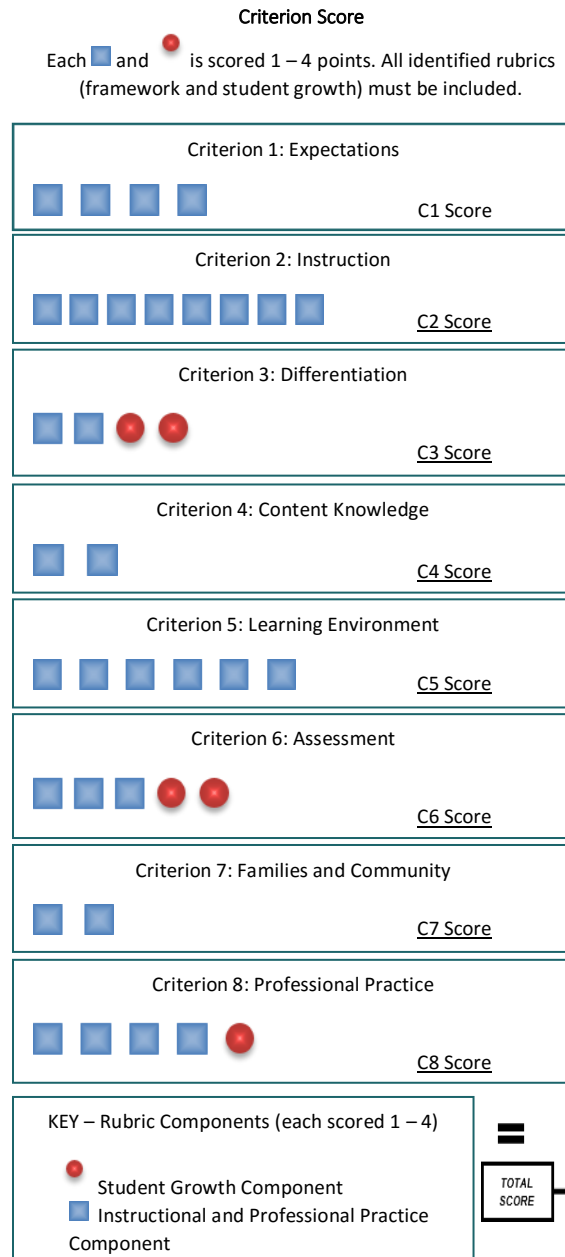 Criterion Score
Each and is scored 1 – 4 points. All identified rubrics
(framework and student growth) must be included.
Criterion 1: Expectations
C1 Score
Criterion 2: Instruction
C2 Score
Criterion 3: Differentiation
C3 Score
Criterion 4: Content Knowledge
C4 Score
Criterion 5: Learning Environment
C5 Score
Criterion 6: Assessment
C6 Score
Criterion 7: Families and Community
C7 Score
Criterion 8: Professional Practice
C8 Score
KEY – Rubric Components (each scored 1 – 4)
Student Growth Component
Instructional and Professional Practice
Component
=
TOTAL
SCORE